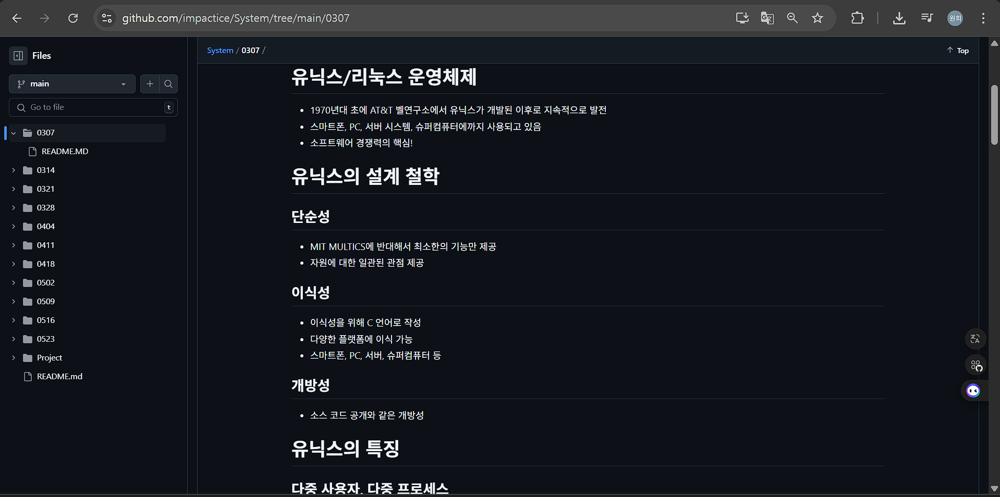 github.com/impactice/System/tree/main/0307
원희
Files
main
Go to file
t
0307
README.MD
0314
0321
0328
0404
0411
0418
0502
0509
0516
0523
Project
README.md
System / 0307 /
Top
유닉스/리눅스 운영체제
• 1970년대 초에 AT&T 벨연구소에서 유닉스가 개발된 이후로 지속적으로 발전
• 스마트폰, PC, 서버 시스템, 슈퍼컴퓨터에까지 사용되고 있음
• 소프트웨어 경쟁력의 핵심!
유닉스의 설계 철학
단순성
• MIT MULTICS에 반대해서 최소한의 기능만 제공
• 자원에 대한 일관된 관점 제공
이식성
• 이식성을 위해 C 언어로 작성
• 다양한 플랫폼에 이식 가능
• 스마트폰, PC, 서버, 슈퍼컴퓨터 등
개방성
• 소스 코드 공개와 같은 개방성
유닉스의 특징
다중 사용자, 다중 프로세스